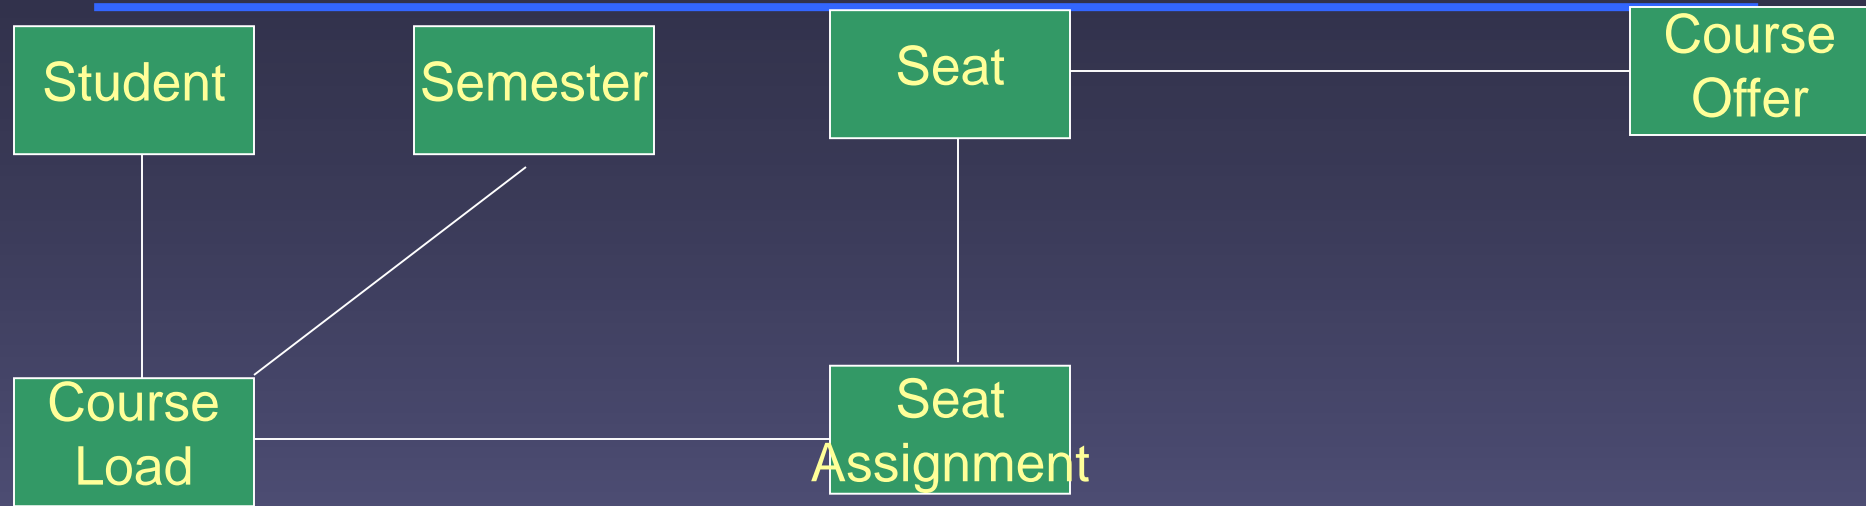 Student
Semester
Seat
Course
Offer
Course
Load
Seat
Assignment